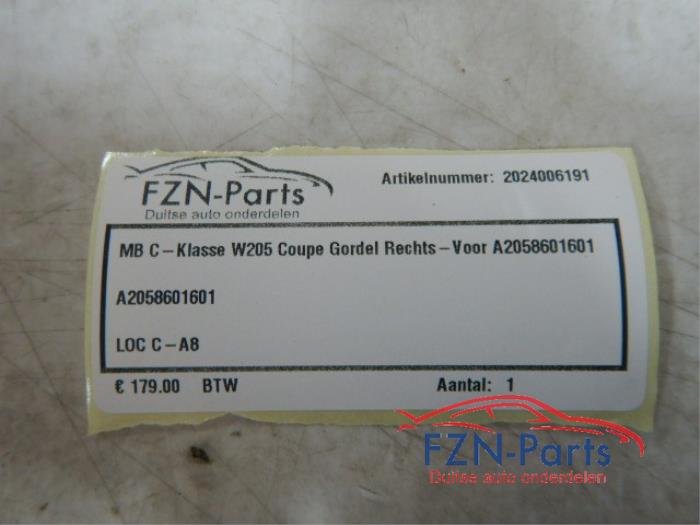 FZN-Parts
Duitse auto onderdelen
Artikelnummer: 2024006191
MB C-Klasse W205 Coupe Gordel Rechts-Voor A2058601601
A2058601601
LOC C-A8
€ 179.00 BTW
Aantal: 1
FZN-Parts
Duitse auto onderdelen